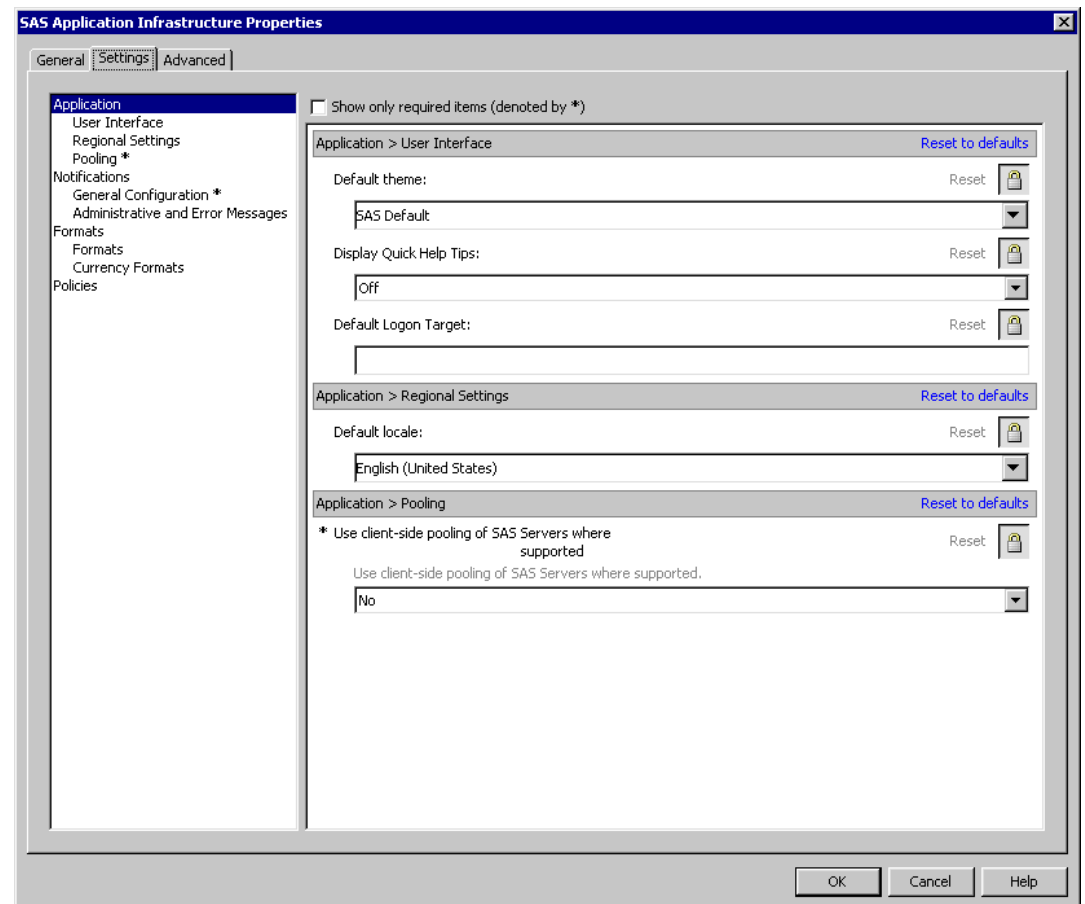 SAS Application Infrastructure Properties
General Settings Advanced
Application
User Interface
Regional Settings
Pooling *
Notifications
General Configuration *
Administrative and Error Messages
Formats
Formats
Currency Formats
Policies
Show only required items (denoted by *)
Application > User Interface Reset to defaults
Default theme: Reset
SAS Default
Display Quick Help Tips: Reset
Off
Default Logon Target: Reset
Application > Regional Settings Reset to defaults
Default locale: Reset
English (United States)
Application > Pooling Reset to defaults
* Use client-side pooling of SAS Servers where
supported Reset
Use client-side pooling of SAS Servers where supported.
No
OK Cancel Help